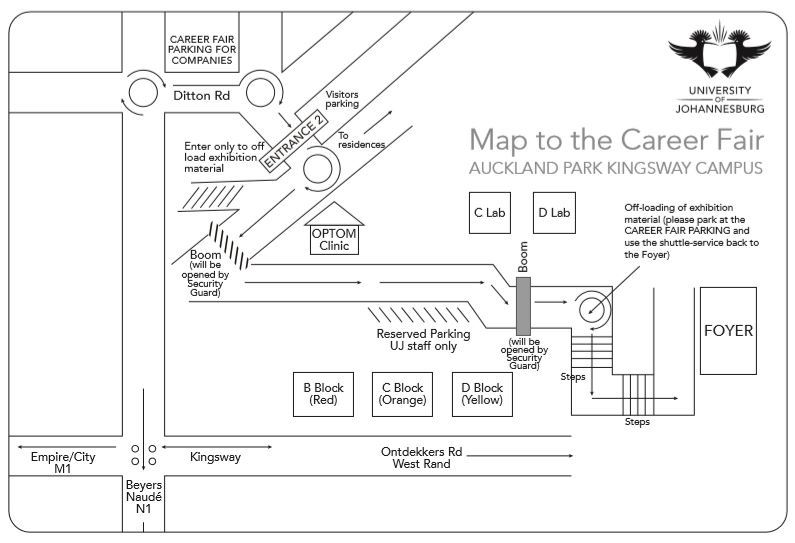 CAREER FAIR
PARKING FOR
COMPANIES
Ditton Rd
Visitors
parking
ENTRANCE 2
To
residences
Enter only to off
load exhibition
material
UNIVERSITY
OF
JOHANNESBURG
Map to the Career Fair
AUCKLAND PARK KINGSWAY CAMPUS
C Lab
D Lab
Off-loading of exhibition
material (please park at the
CAREER FAIR PARKING and
use the shuttle-service back to
the Foyer)
OPTOM
Clinic
Boom
(will be
opened by
Security
Guard)
Boom
(will be
opened by
Security
Guard)
Reserved Parking
UJ staff only
FOYER
Steps
Steps
B Block
(Red)
C Block
(Orange)
D Block
(Yellow)
Empire/City
M1
Kingsway
Ontdekkers Rd
West Rand
Beyers
Naudé
N1